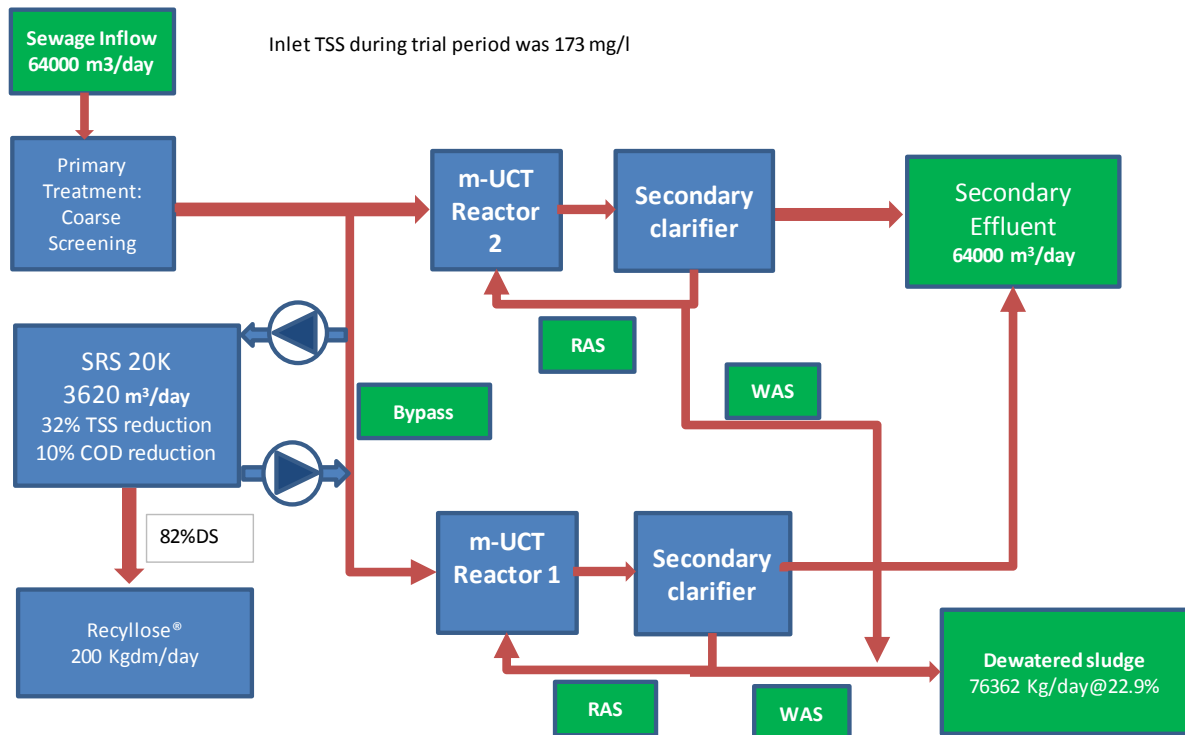 Sewage Inflow
64000 m3/day
Inlet TSS during trial period was 173 mg/l
Primary
Treatment:
Coarse
Screening
m-UCT
Reactor
2
Secondary
clarifier
Secondary
Effluent
64000 m³/day
SRS 20K
3620 m³/day
32% TSS reduction
10% COD reduction
RAS
WAS
Bypass
82%DS
m-UCT
Reactor 1
Secondary
clarifier
Recyllose®
200 Kgdm/day
RAS
WAS
Dewatered sludge
76362 Kg/day@22.9%